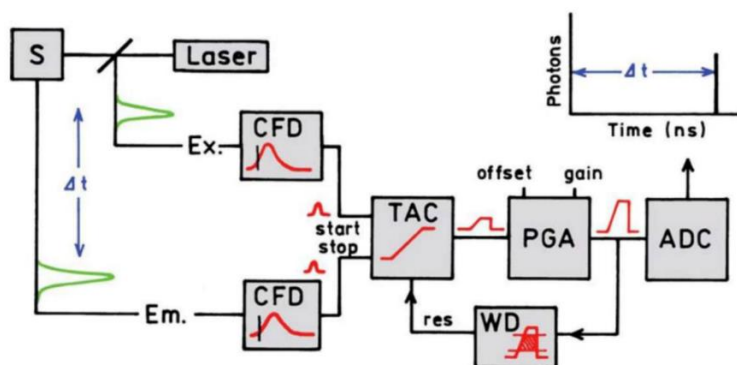 S
Laser
Δt
Ex.
CFD
Δt
Em.
CFD
start
stop
TAC
offset
gain
PGA
ADC
res
WD
Photons
Δt
Time (ns)